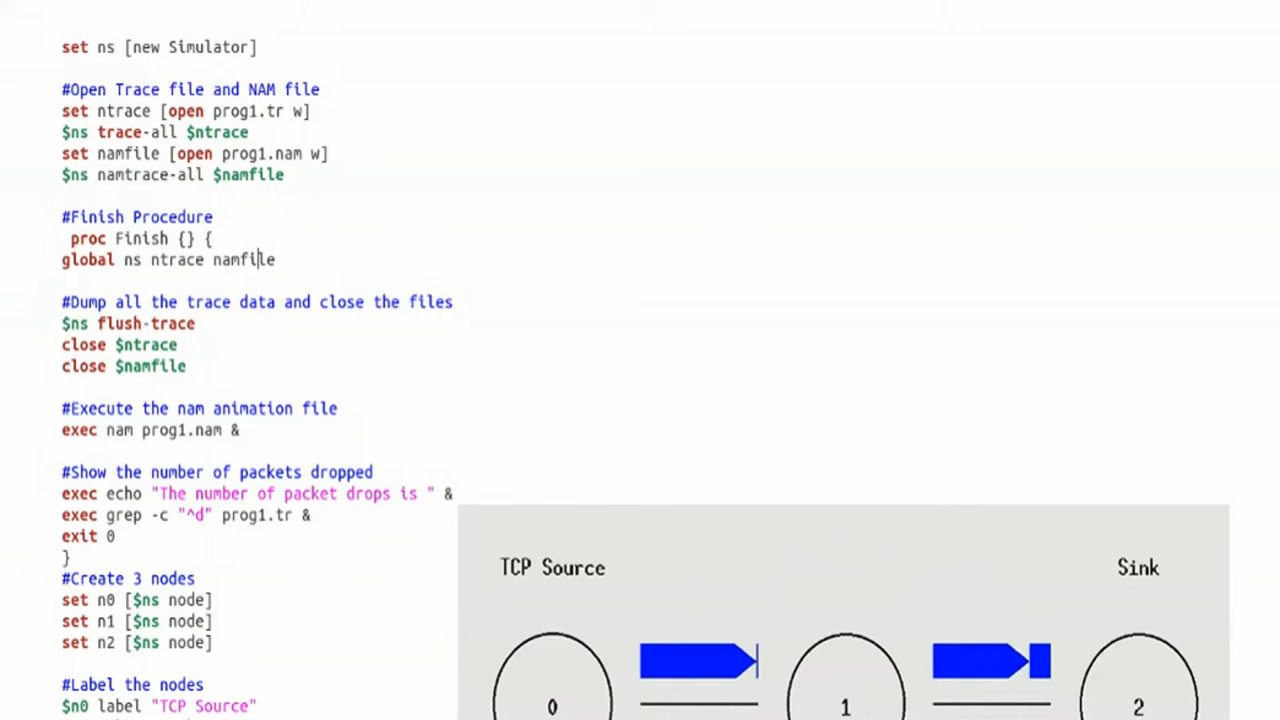 set ns [new Simulator]
#Open Trace file and NAM file
set ntrace [open prog1.tr w]
$ns trace-all $ntrace
set namfile [open prog1.nam w]
$ns namtrace-all $namfile
#Finish Procedure
proc Finish {} {
global ns ntrace namfile
#Dump all the trace data and close the files
$ns flush-trace
close $ntrace
close $namfile
#Execute the nam animation file
exec nam prog1.nam &
#Show the number of packets dropped
exec echo "The number of packet drops is " &
exec grep -c "^d" prog1.tr &
exit 0
}
#Create 3 nodes
set n0 [$ns node]
set n1 [$ns node]
set n2 [$ns node]
#Label the nodes
$n0 label "TCP Source"
TCP Source
Sink
0
1
2